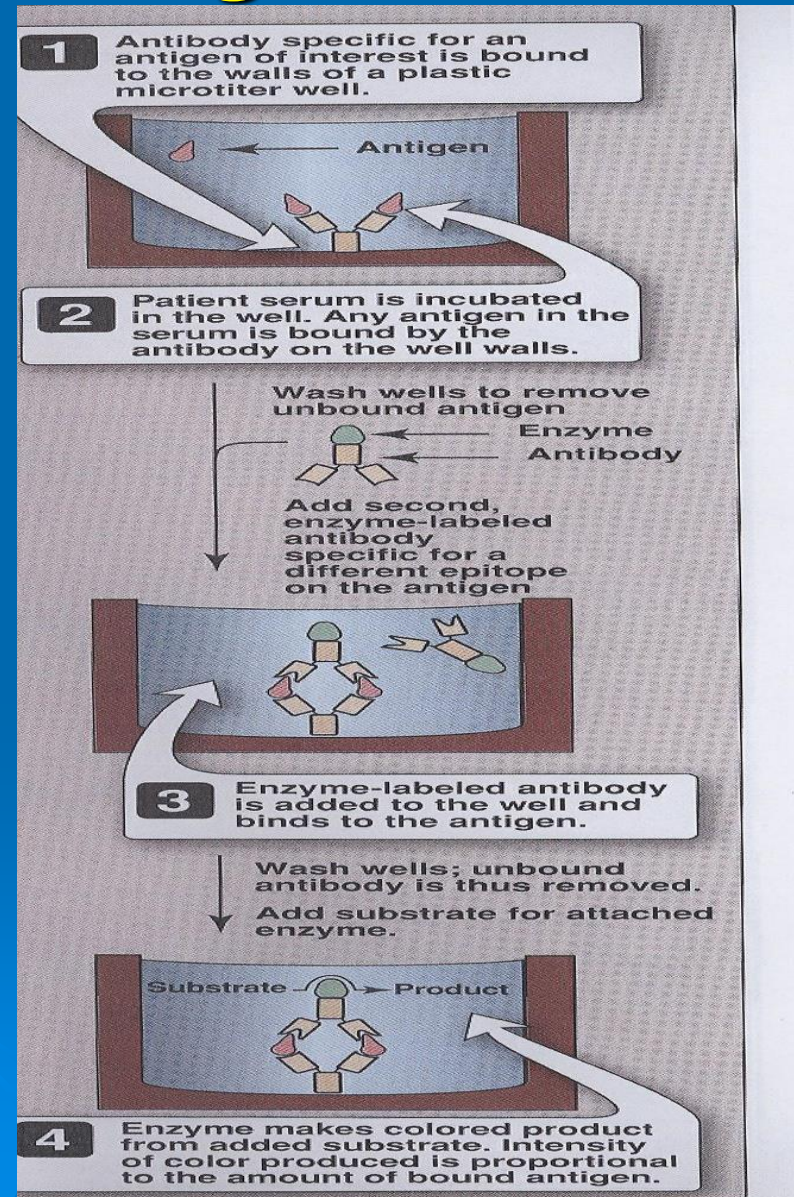 1
Antibody specific for an
antigen of interest is bound
to the walls of a plastic
microtiter well.
Antigen
2
Patient serum is incubated
in the well. Any antigen in the
serum is bound by the
antibody on the well walls.
Wash wells to remove
unbound antigen
Enzyme
Antibody
Add second,
enzyme-labeled
antibody
specific for a
different epitope
on the antigen
3
Enzyme-labeled antibody
is added to the well and
binds to the antigen.
Wash wells; unbound
antibody is thus removed.
Add substrate for attached
enzyme.
Substrate
Product
4
Enzyme makes colored product
from added substrate. Intensity
of color produced is proportional
to the amount of bound antigen.